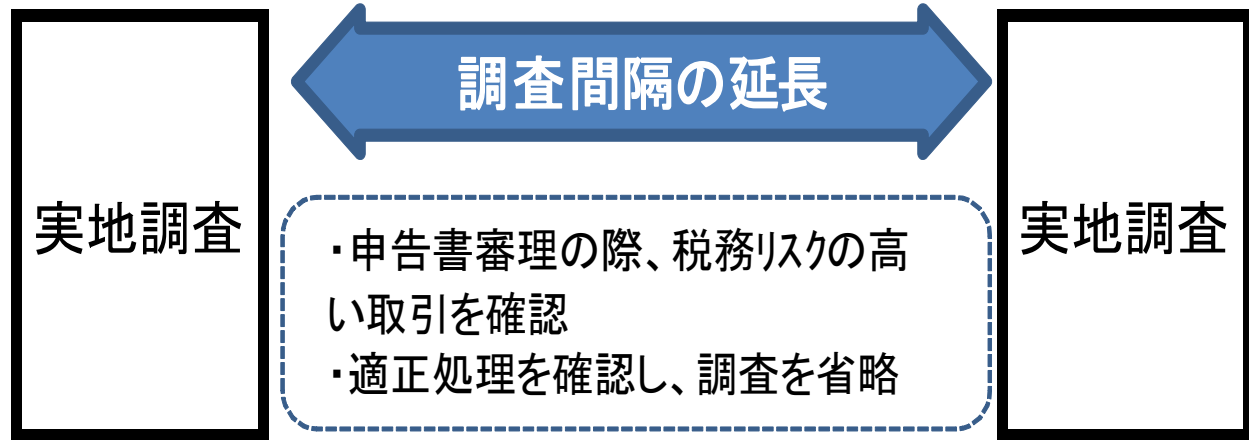 調査間隔の延長
実地調査
・申告書審理の際、税務ﾘｽｸの高
い取引を確認
・適正処理を確認し、調査を省略
実地調査